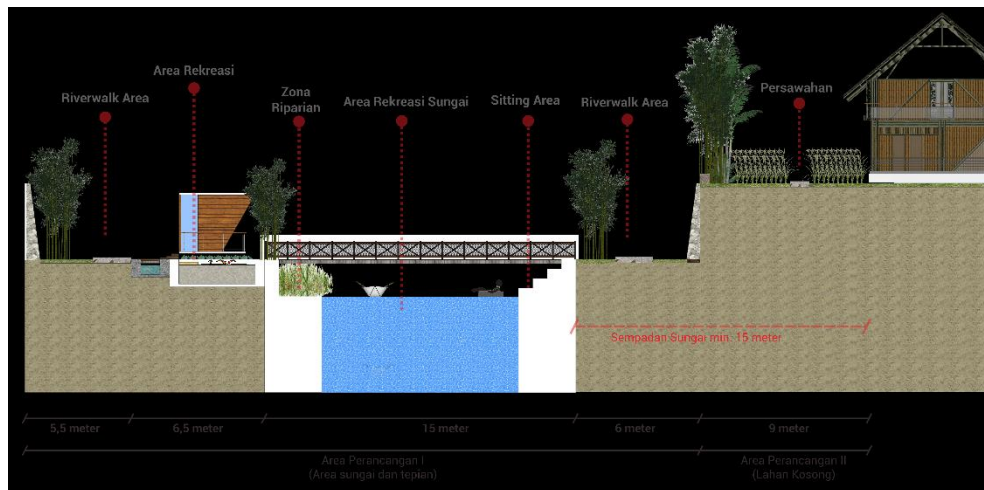 Area Rekreasi
Riverwalk Area
Zona
Riparian
Area Rekreasi Sungai
Sitting Area
Riverwalk Area
Persawahan
Sempadan Sungai min. 15 meter
5,5 meter
6,5 meter
15 meter
6 meter
9 meter
Area Perancangan I
(Area sungai dan tepian)
Area Perancangan II
(Lahan Kosong)